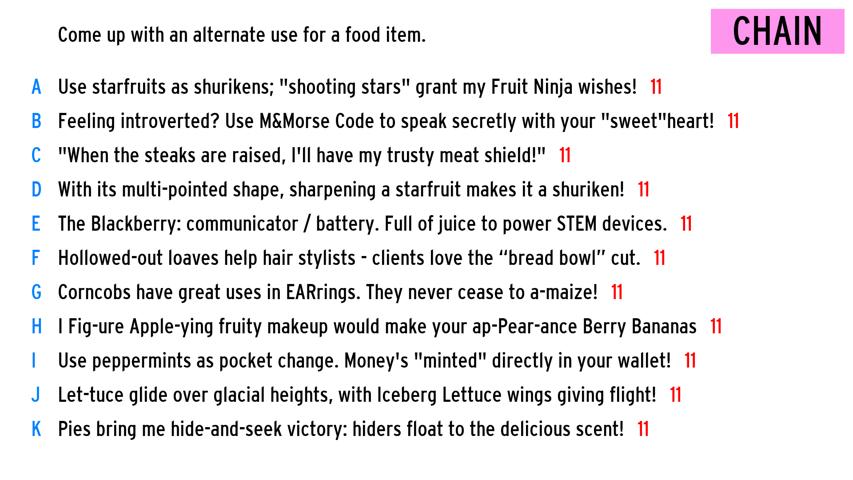 CHAIN
Come up with an alternate use for a food item.
A Use starfruits as shurikens; "shooting stars" grant my Fruit Ninja wishes! 11
B Feeling introverted? Use M&Morse Code to speak secretly with your "sweet"heart! 11
C "When the steaks are raised, I'll have my trusty meat shield!" 11
D With its multi-pointed shape, sharpening a starfruit makes it a shuriken! 11
E The Blackberry: communicator / battery. Full of juice to power STEM devices. 11
F Hollowed-out loaves help hair stylists - clients love the “bread bowl” cut. 11
G Corncobs have great uses in EARrings. They never cease to a-maize! 11
H I Fig-ure Apple-ying fruity makeup would make your ap-Pear-ance Berry Bananas 11
I Use peppermints as pocket change. Money's "minted" directly in your wallet! 11
J Let-tuce glide over glacial heights, with Iceberg Lettuce wings giving flight! 11
K Pies bring me hide-and-seek victory: hiders float to the delicious scent! 11